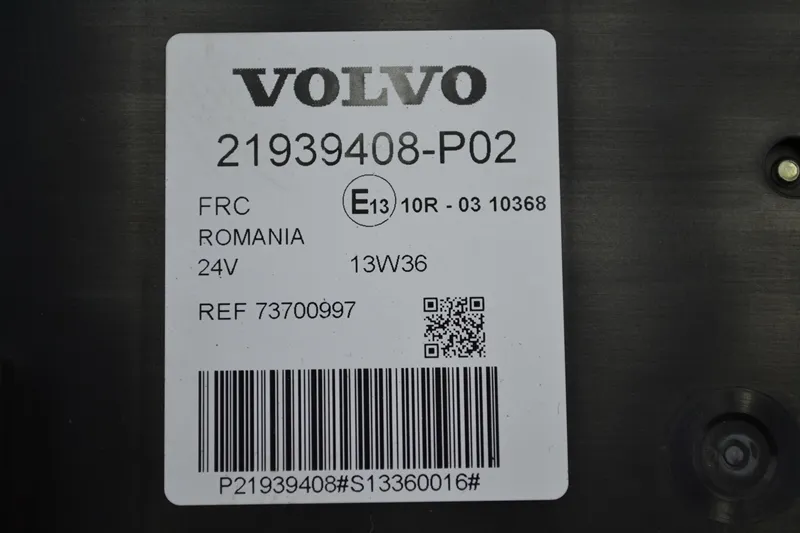 VOLVO
21939408-P02
FRC E13 10R - 03 10368
ROMANIA
24V 13W36
REF 73700997
P21939408#S13360016#